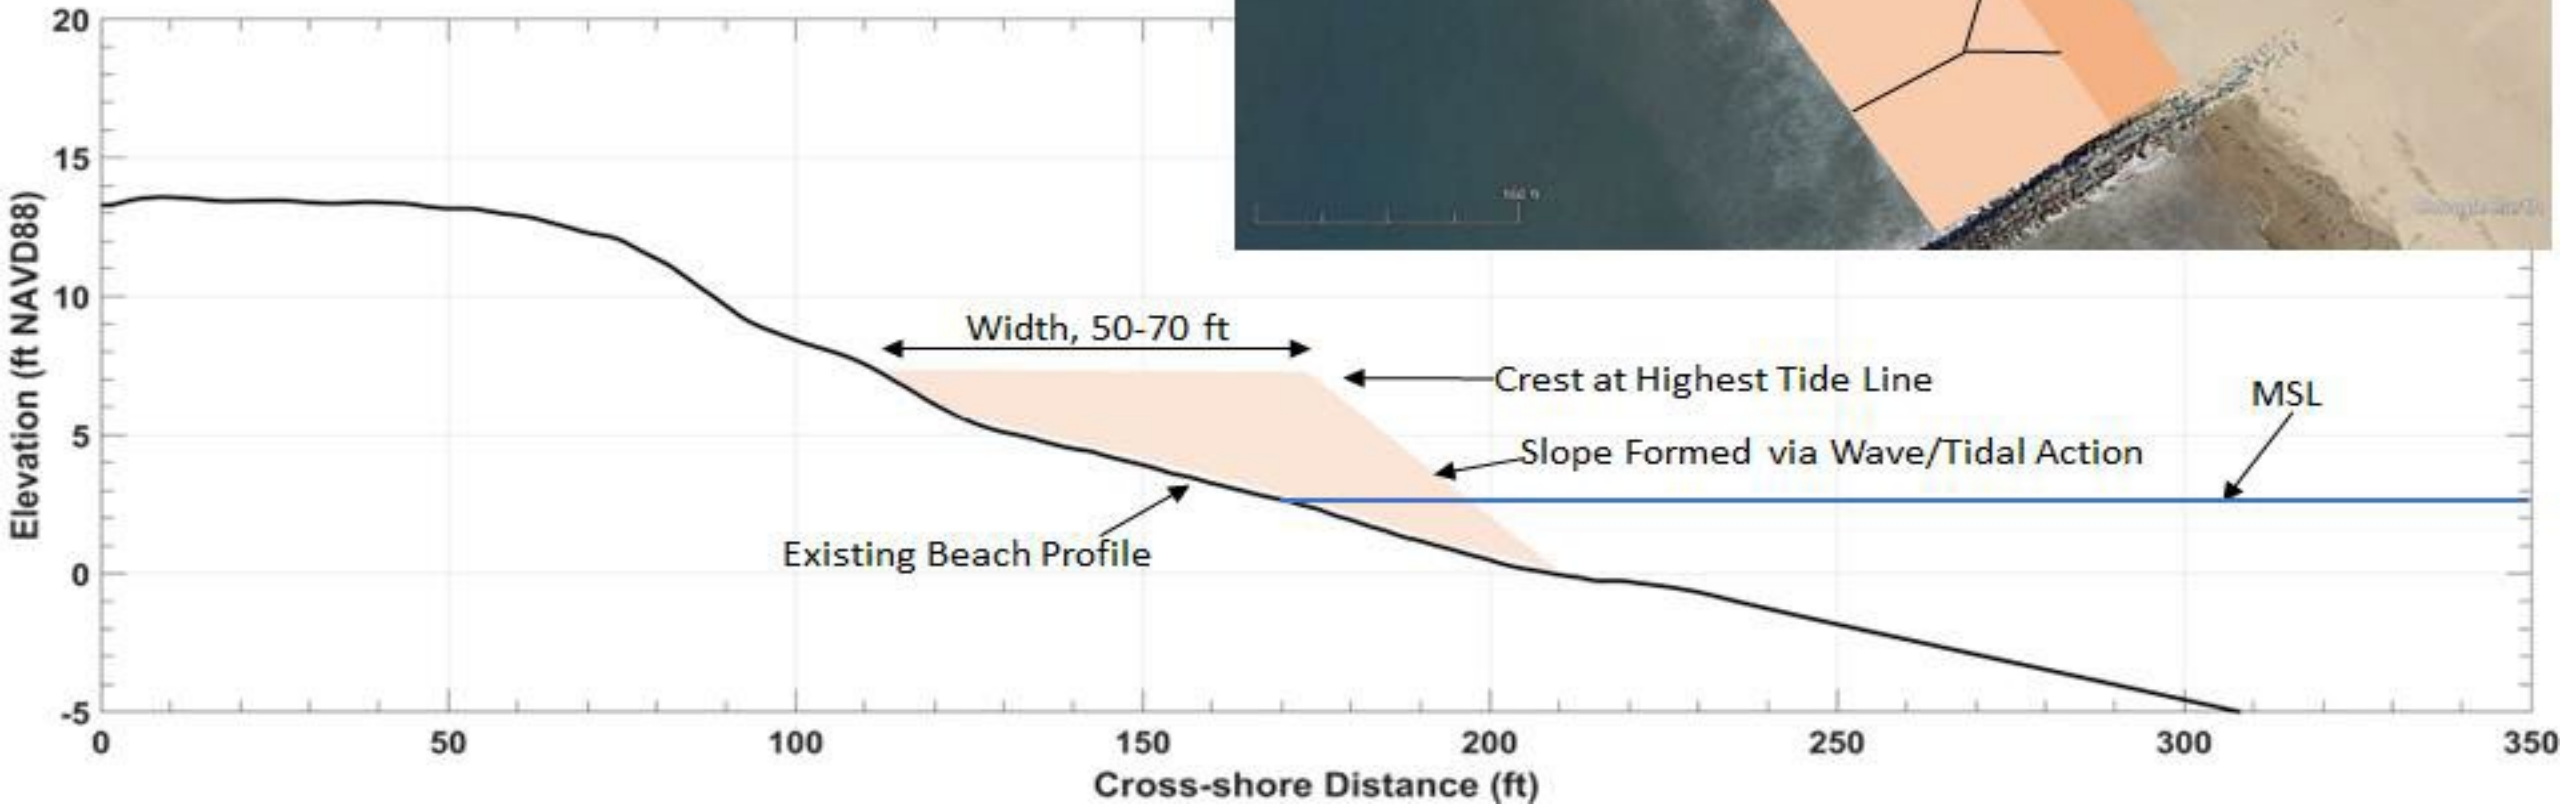 20
15
10
5
0
-5
Elevation (ft NAVD88)
Width, 50-70 ft
Crest at Highest Tide Line
MSL
Slope Formed via Wave/Tidal Action
Existing Beach Profile
0
50
100
150
200
250
300
350
Cross-shore Distance (ft)